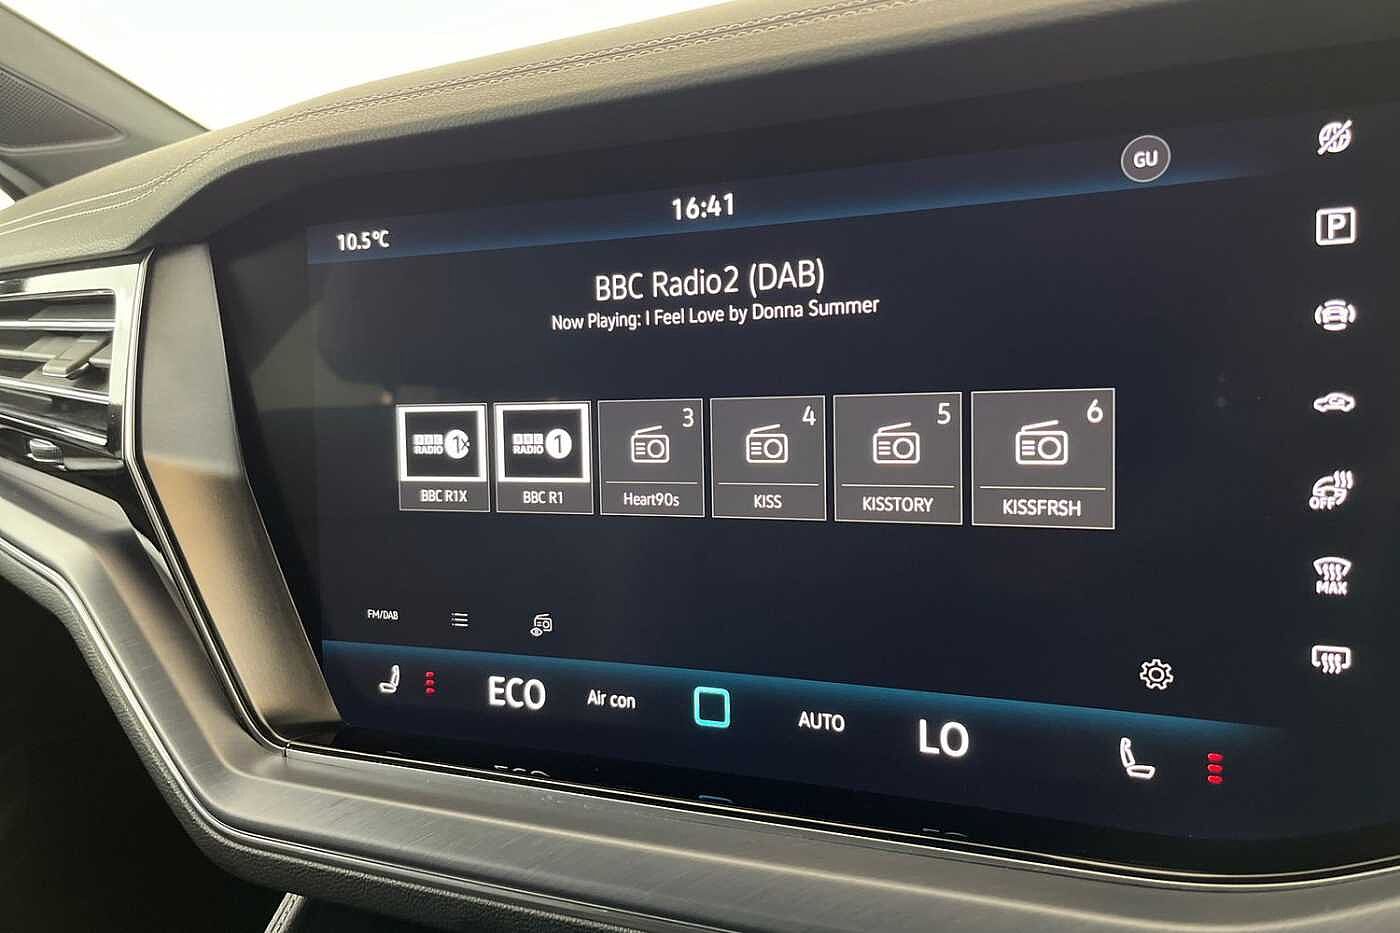 GU
16:41
10.5°C
P
BBC Radio2 (DAB)
Now Playing: I Feel Love by Donna Summer
3
4
5
6
BBC RADIO 1X
BBC RADIO 1
BBC R1X
BBC R1
Heart90s
KISS
KISSTORY
KISSFRSH
OFF
MAX
FM/DAB
ECO
Air con
AUTO
LO